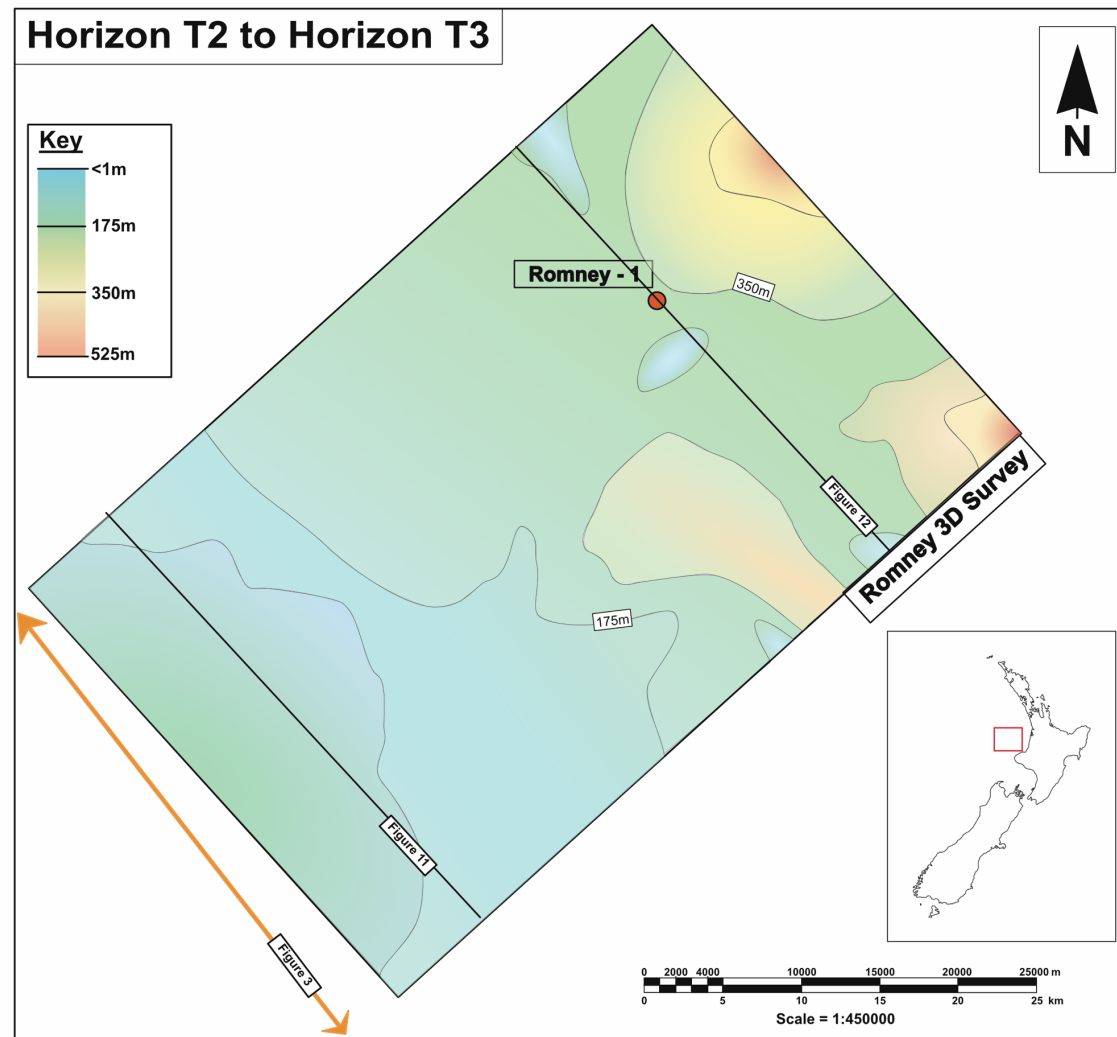 Horizon T2 to Horizon T3
N
Key
<1m
175m
350m
525m
Romney - 1
350m
Figure 12
Romney 3D Survey
175m
Figure 11
Figure 3
0 2000 4000 10000 15000 20000 25000 m
0 5 10 15 20 25 km
Scale = 1:450000